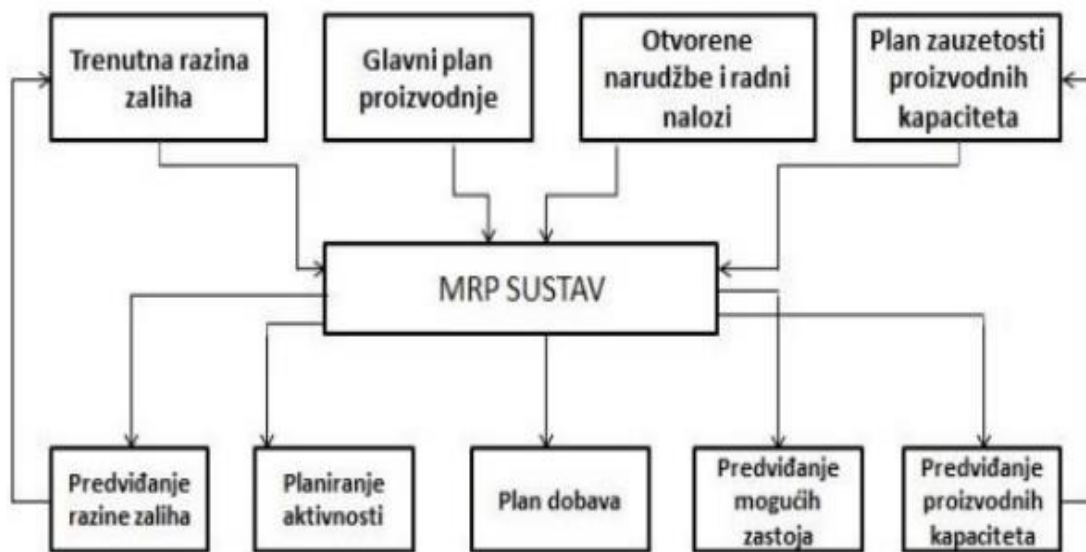 Trenutna razina
zaliha
Glavni plan
proizvodnje
Otvorene
narudžbe i radni
nalozi
Plan zauzetosti
proizvodnih
kapaciteta
MRP SUSTAV
Predviđanje
razine zaliha
Planiranje
aktivnosti
Plan dobava
Predviđanje
mogućih
zastoja
Predviđanje
proizvodnih
kapaciteta